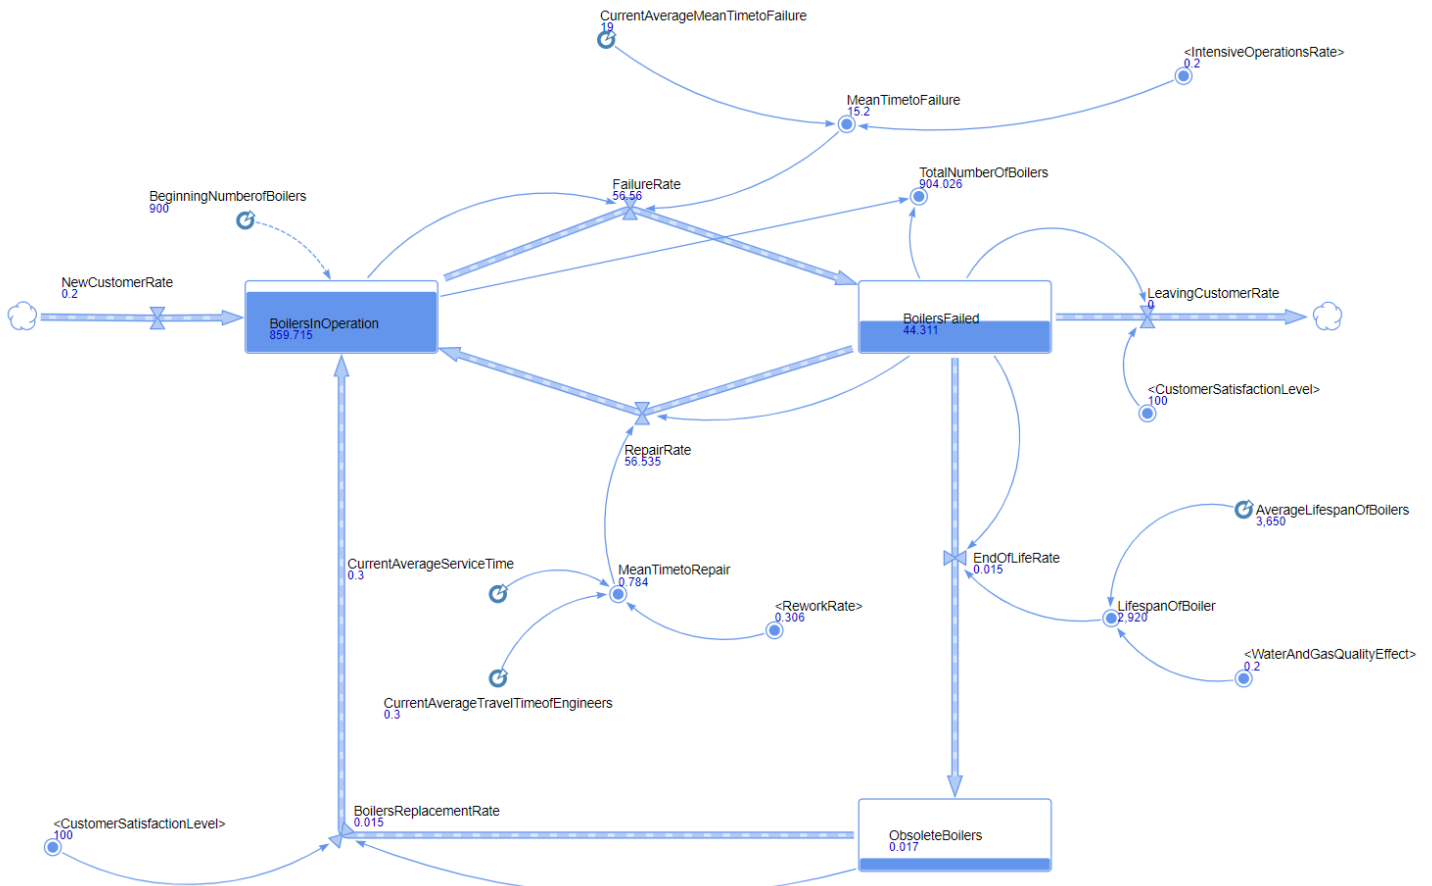 CurrentAverageMeanTimetoFailure
19
<IntensiveOperationsRate>
0.2
MeanTimetoFailure
15.2
FailureRate
56.56
TotalNumberOfBoilers
904.026
BeginningNumberofBoilers
900
NewCustomerRate
0.2
LeavingCustomerRate
0
BoilersInOperation
859.715
BoilersFailed
44.311
<CustomerSatisfactionLevel>
100
RepairRate
56.535
AverageLifespanOfBoilers
3,650
CurrentAverageServiceTime
0.3
MeanTimetoRepair
0.784
EndOfLifeRate
0.015
<ReworkRate>
0.306
LifespanOfBoiler
2,920
<WaterAndGasQualityEffect>
0.2
CurrentAverageTravelTimeofEngineers
0.3
BoilersReplacementRate
0.015
<CustomerSatisfactionLevel>
100
ObsoleteBoilers
0.017